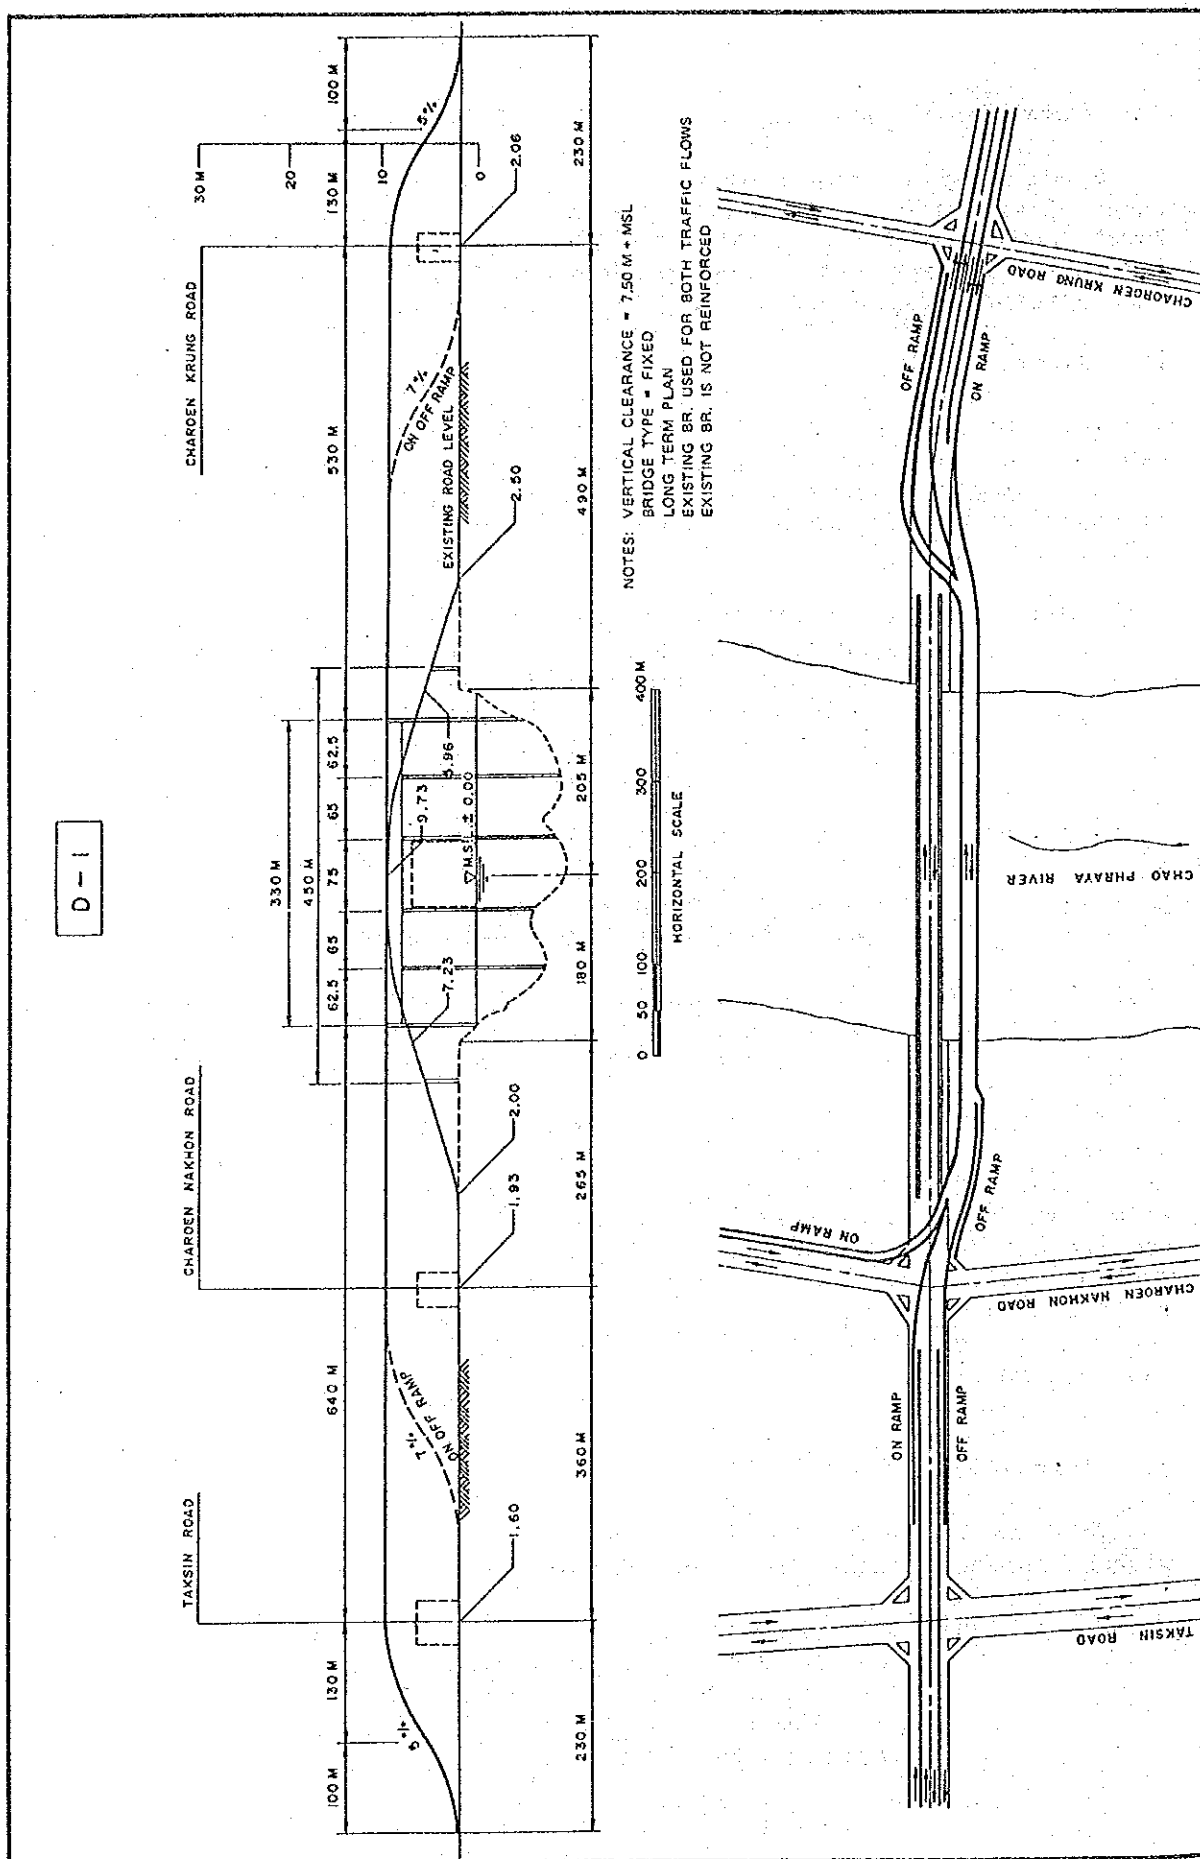 D-1
TAKSIN ROAD
CHAROEN NAKHON ROAD
CHAROEN KRUNG ROAD
330 M
450 M
30 M
20
10
0
100 M
130 M
640 M
62.5
65
75
65
62.5
530 M
130 M
100 M
5%
7%
ON OFF RAMP
7.23
9.73
5.96
M.S.L. ± 0.00
7%
ON OFF RAMP
EXISTING ROAD LEVEL
5%
1.60
1.93
2.00
2.50
2.06
230 M
360 M
265 M
180 M
205 M
490 M
230 M
0 50 100 200 300 400 M
HORIZONTAL SCALE
NOTES: VERTICAL CLEARANCE = 7.50 M + MSL
BRIDGE TYPE = FIXED
LONG TERM PLAN
EXISTING BR. USED FOR BOTH TRAFFIC FLOWS
EXISTING BR. IS NOT REINFORCED
ON RAMP
OFF RAMP
TAKSIN ROAD
ON RAMP
OFF RAMP
CHAROEN NAKHON ROAD
CHAO PHRAYA RIVER
OFF RAMP
ON RAMP
CHAOROEN KRUNG ROAD